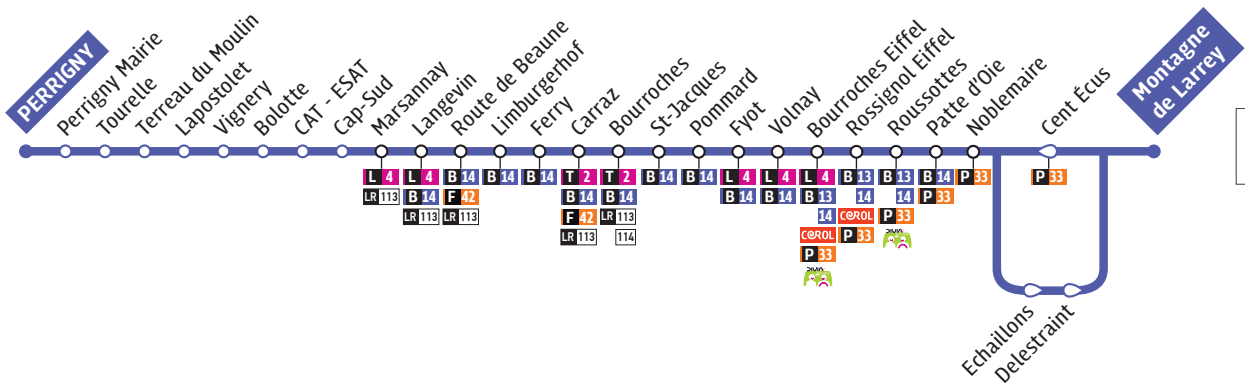 PERRIGNY
Perrigny Mairie
Tourelle
Terreau du Moulin
Lapostolet
Vignery
Bolotte
CAT - ESAT
Cap-Sud
Marsannay
Langevin
Route de Beaune
Limburgerhof
Ferry
Carraz
Bourroches
St-Jacques
Pommard
Fyot
Volnay
Bourroches Eiffel
Rossignol Eiffel
Roussottes
Patte d'Oie
Noblemaire
Cent Écus
Montagne
de Larrey
L 4
LR 113
L 4
B 14
LR 113
B 14
F 42
LR 113
B 14
B 14
T 2
B 14
F 42
LR 113
T 2
B 14
LR 113
114
B 14
B 14
L 4
B 14
L 4
B 14
L 4
B 13
14
COROL
P 33
DIVIA
B 13
14
COROL
P 33
B 13
14
P 33
DIVIA
B 14
P 33
P 33
P 33
Echaillons
Delestraint